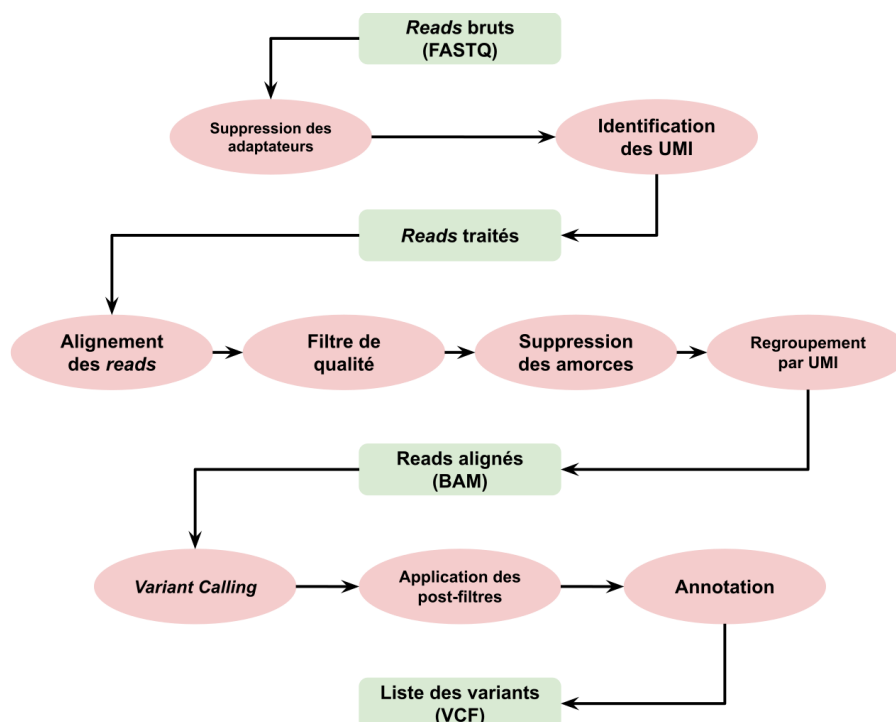 Reads bruts
(FASTQ)
Suppression des
adaptateurs
Identification
des UMI
Reads traités
Alignement
des reads
Filtre de
qualité
Suppression
des amorces
Regroupement
par UMI
Reads alignés
(BAM)
Variant Calling
Application des
post-filtres
Annotation
Liste des variants
(VCF)